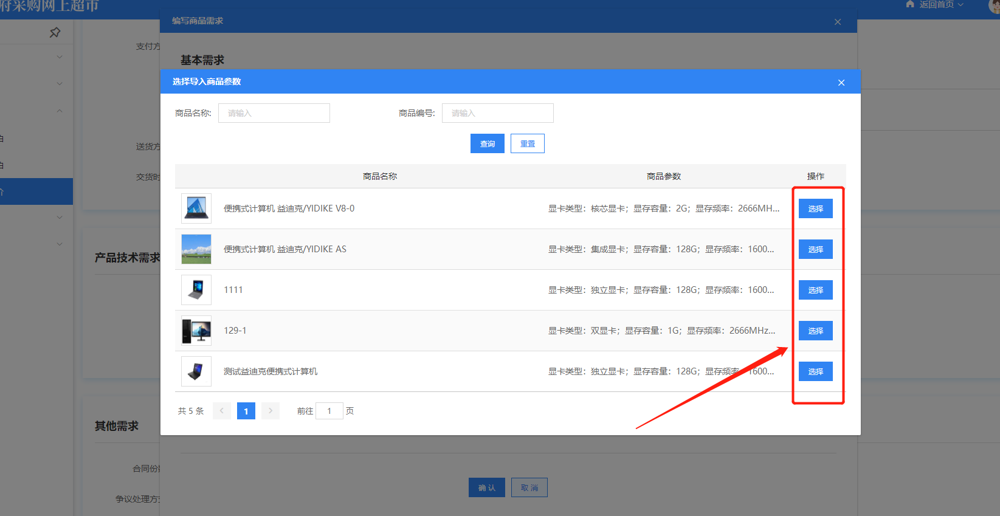 府采购网上超市
返回首页
编写商品需求
支付方
基本需求
选择导入商品参数
商品名称: 请输入 商品编号: 请输入
查询 重置
送货方
交货时
商品名称 商品参数 操作
便携式计算机 益迪克/YIDIKE V8-0 显卡类型：核芯显卡；显存容量：2G；显存频率：2666MH... 选择
便携式计算机 益迪克/YIDIKE AS 显卡类型：集成显卡；显存容量：128G；显存频率：1600... 选择
产品技术需求
1111 显卡类型：独立显卡；显存容量：128G；显存频率：1600... 选择
129-1 显卡类型：双显卡；显存容量：1G；显存频率：2666MHz... 选择
测试益迪克便携式计算机 显卡类型：独立显卡；显存容量：128G；显存频率：1600... 选择
共 5 条 1 前往 1 页
其他需求
合同份
确 认 取 消
争议处理方